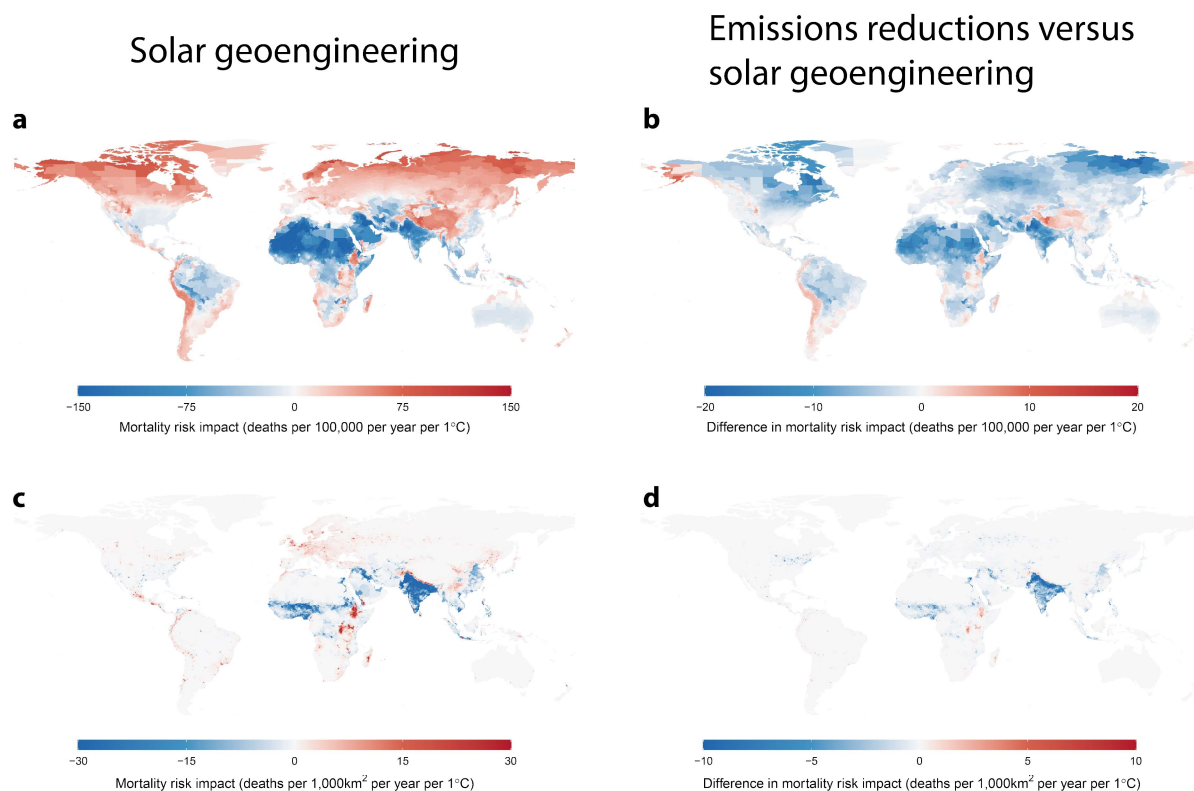 Solar geoengineering
Emissions reductions versus
solar geoengineering
a
b
−150 −75 0 75 150
Mortality risk impact (deaths per 100,000 per year per 1°C)
−20 −10 0 10 20
Difference in mortality risk impact (deaths per 100,000 per year per 1°C)
c
d
−30 −15 0 15 30
Mortality risk impact (deaths per 1,000km² per year per 1°C)
−10 −5 0 5 10
Difference in mortality risk impact (deaths per 1,000km² per year per 1°C)